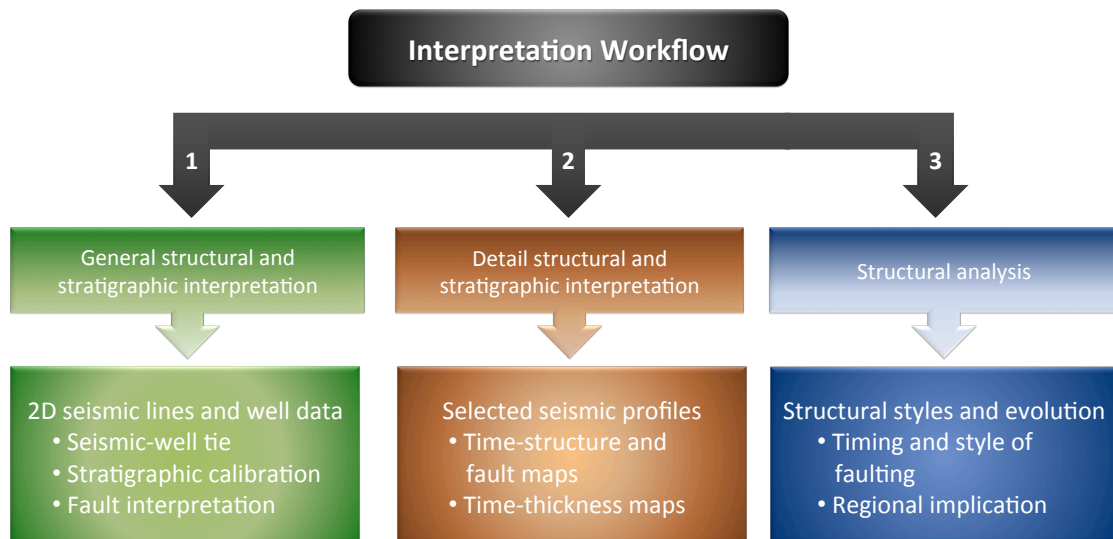 Interpretation Workflow
1
2
3
General structural and
stratigraphic interpretation
Detail structural and
stratigraphic interpretation
Structural analysis
2D seismic lines and well data
• Seismic-well tie
• Stratigraphic calibration
• Fault interpretation
Selected seismic profiles
• Time-structure and
fault maps
• Time-thickness maps
Structural styles and evolution
• Timing and style of
faulting
• Regional implication